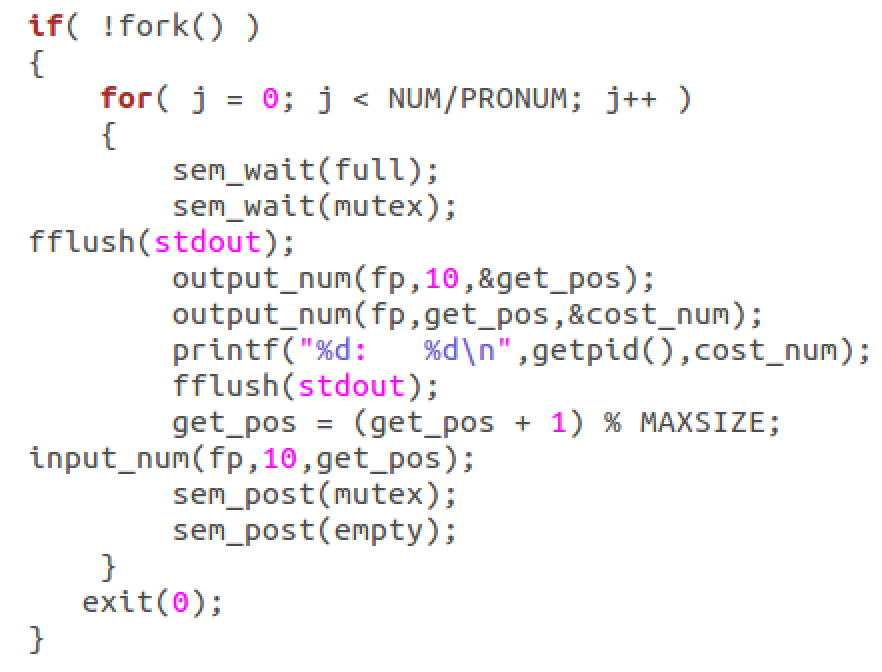 if( !fork() )
{
    for( j = 0; j < NUM/PRONUM; j++ )
    {
        sem_wait(full);
        sem_wait(mutex);
fflush(stdout);
        output_num(fp,10,&get_pos);
        output_num(fp,get_pos,&cost_num);
        printf("%d:   %d\n",getpid(),cost_num);
        fflush(stdout);
        get_pos = (get_pos + 1) % MAXSIZE;
input_num(fp,10,get_pos);
        sem_post(mutex);
        sem_post(empty);
    }
   exit(0);
}